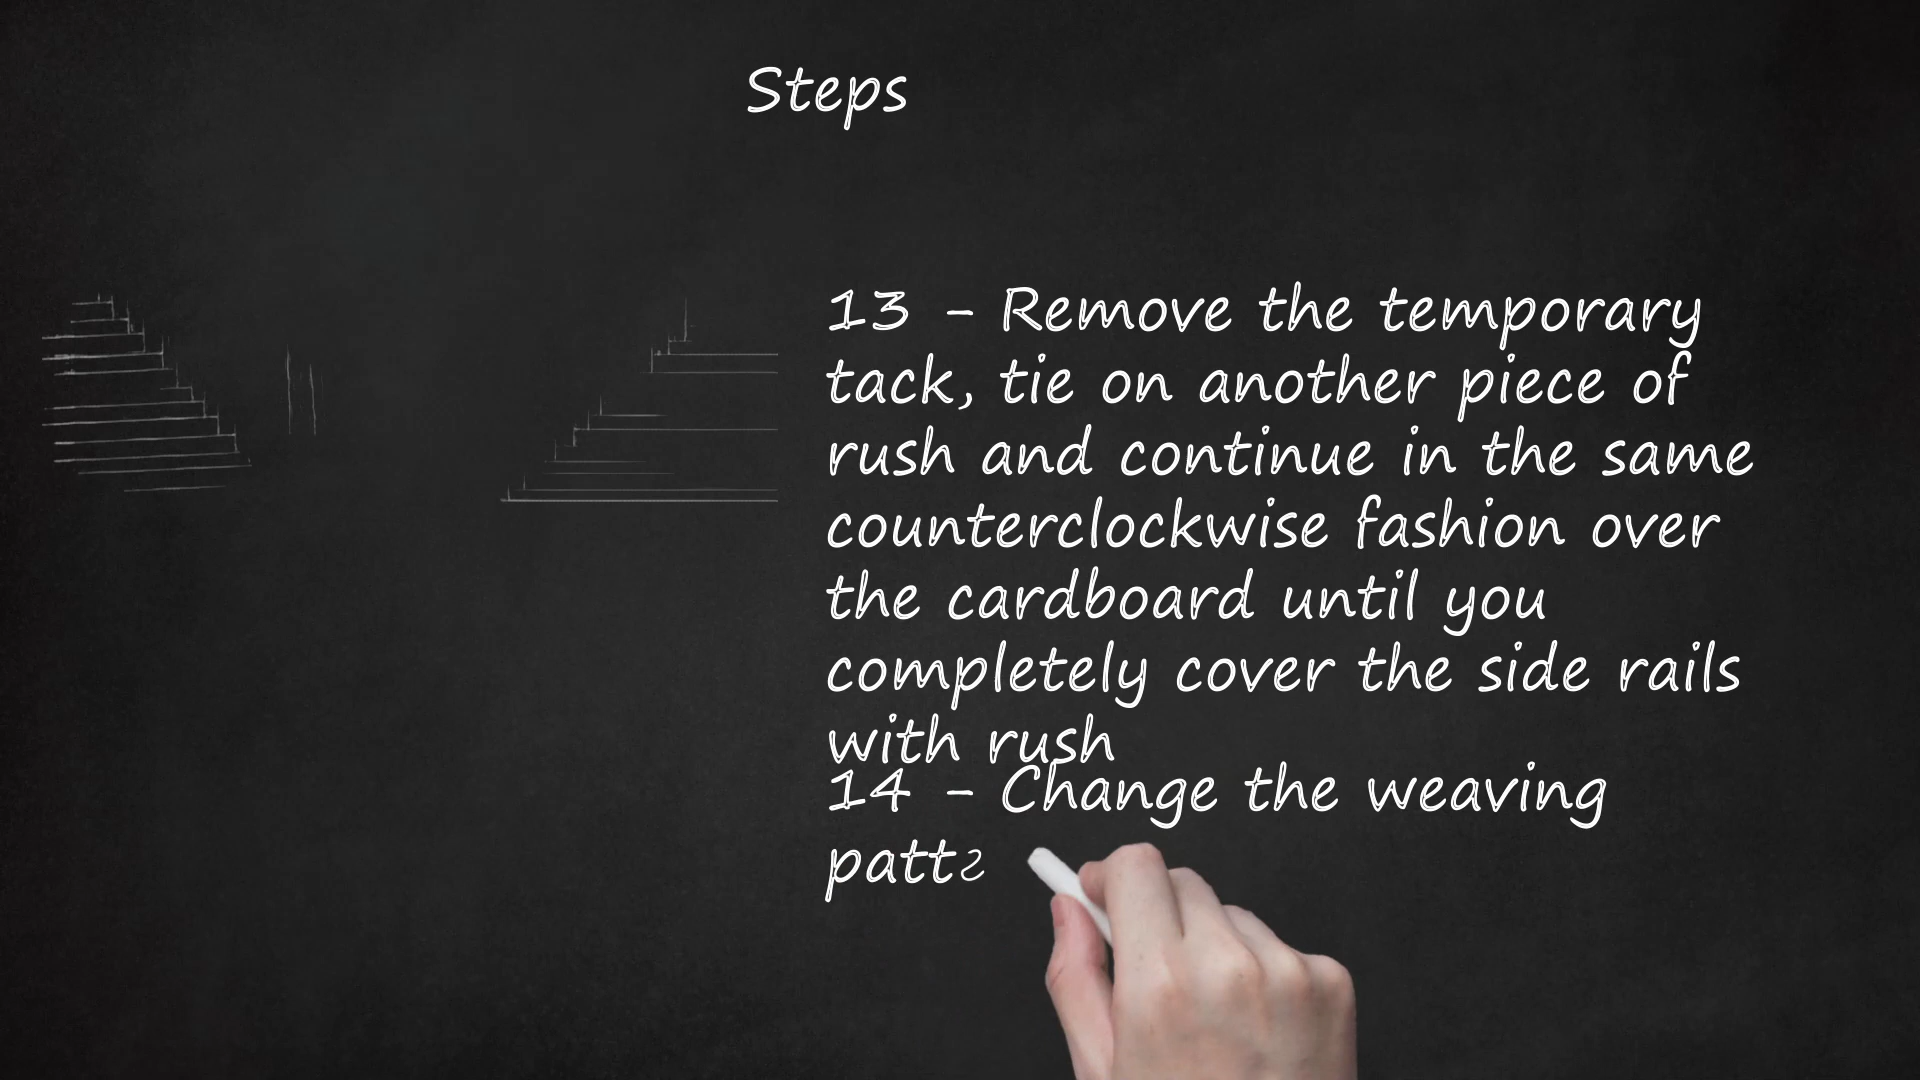 Steps
13 - Remove the temporary
tack, tie on another piece of
rush and continue in the same
counterclockwise fashion over
the cardboard until you
completely cover the side rails
with rush
14 - Change the weaving
patt